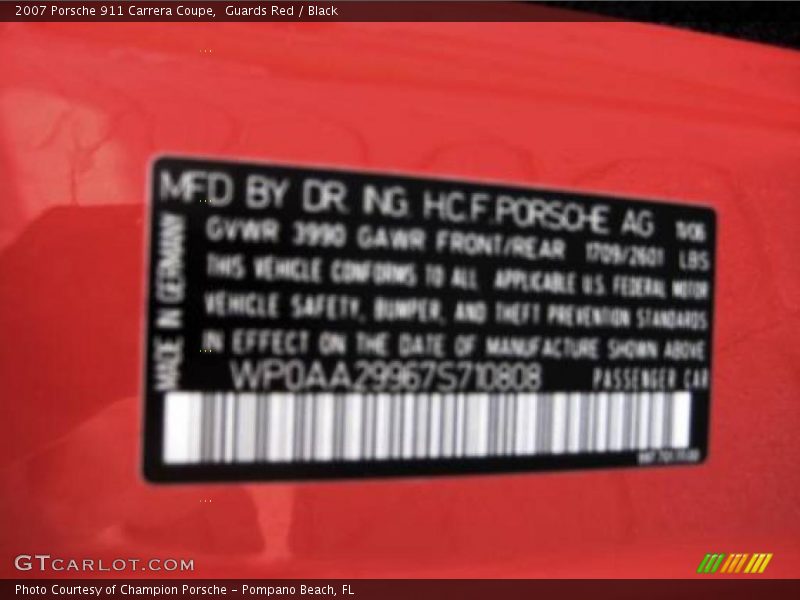 2007 Porsche 911 Carrera Coupe,  Guards Red / Black
MFD BY DR. ING. H.C.F. PORSCHE AG 11/06
GVWR 3990 GAWR FRONT/REAR 1709/2601 LBS
THIS VEHICLE CONFORMS TO ALL APPLICABLE U.S. FEDERAL MOTOR
VEHICLE SAFETY, BUMPER, AND THEFT PREVENTION STANDARDS
IN EFFECT ON THE DATE OF MANUFACTURE SHOWN ABOVE
WP0AA29967S710808 PASSENGER CAR
MADE IN GERMANY
GTCARLOT.COM
Photo Courtesy of Champion Porsche - Pompano Beach, FL